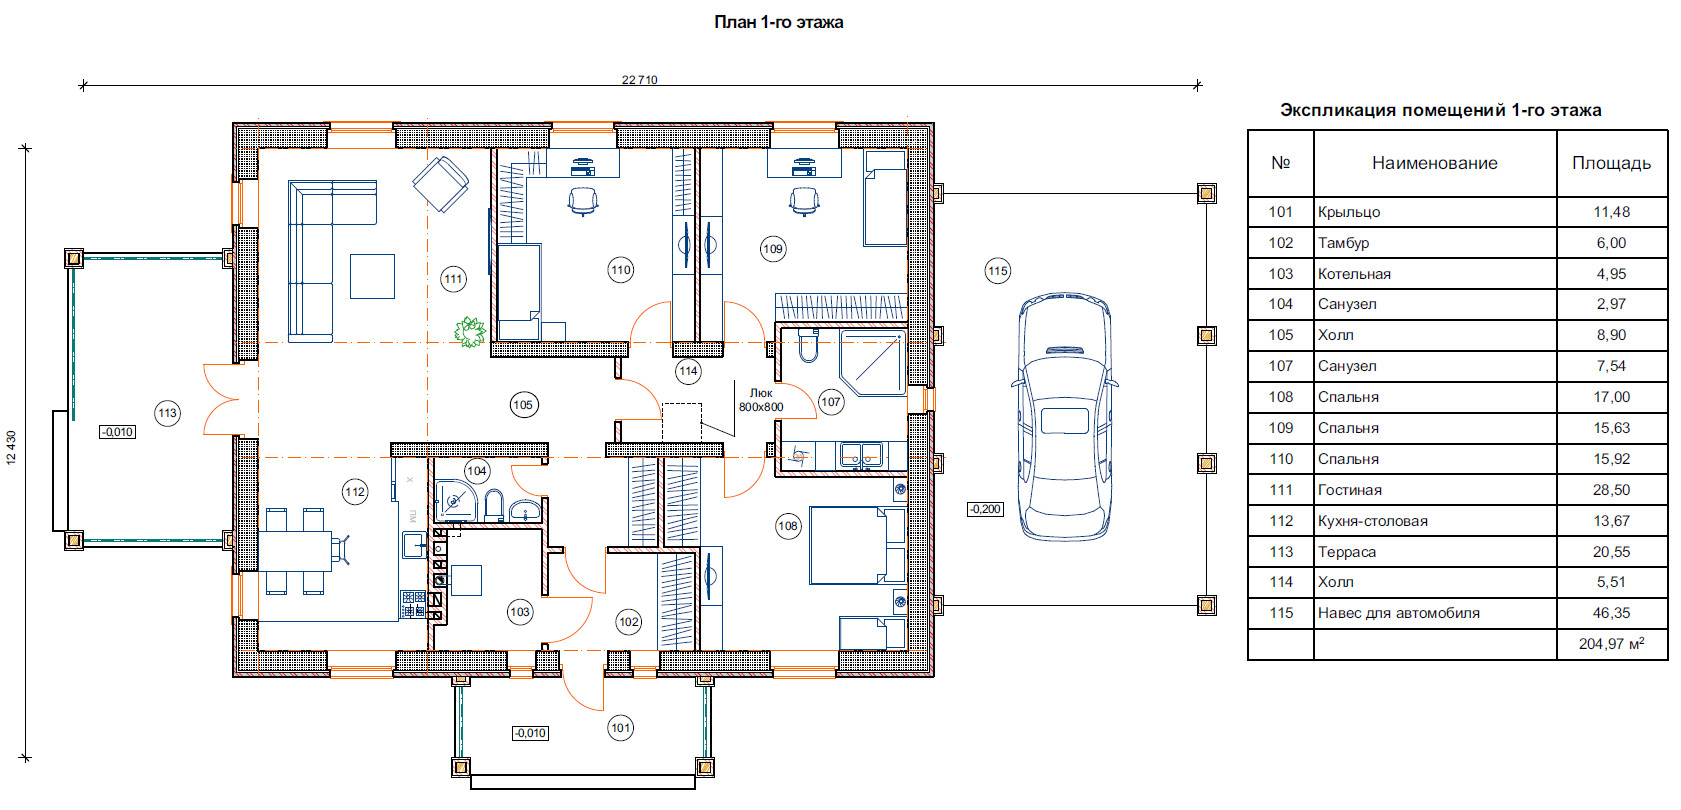 План 1-го этажа
22 710
12 430
Экспликация помещений 1-го этажа
№ Наименование Площадь
101 Крыльцо 11,48
102 Тамбур 6,00
103 Котельная 4,95
104 Санузел 2,97
105 Холл 8,90
107 Санузел 7,54
108 Спальня 17,00
109 Спальня 15,63
110 Спальня 15,92
111 Гостиная 28,50
112 Кухня-столовая 13,67
113 Терраса 20,55
114 Холл 5,51
115 Навес для автомобиля 46,35
204,97 м²
109
110
111
115
114
Люк
800х800
105
107
113
-0,010
104
112
Х
ПМ
108
-0,200
103
102
101
-0,010